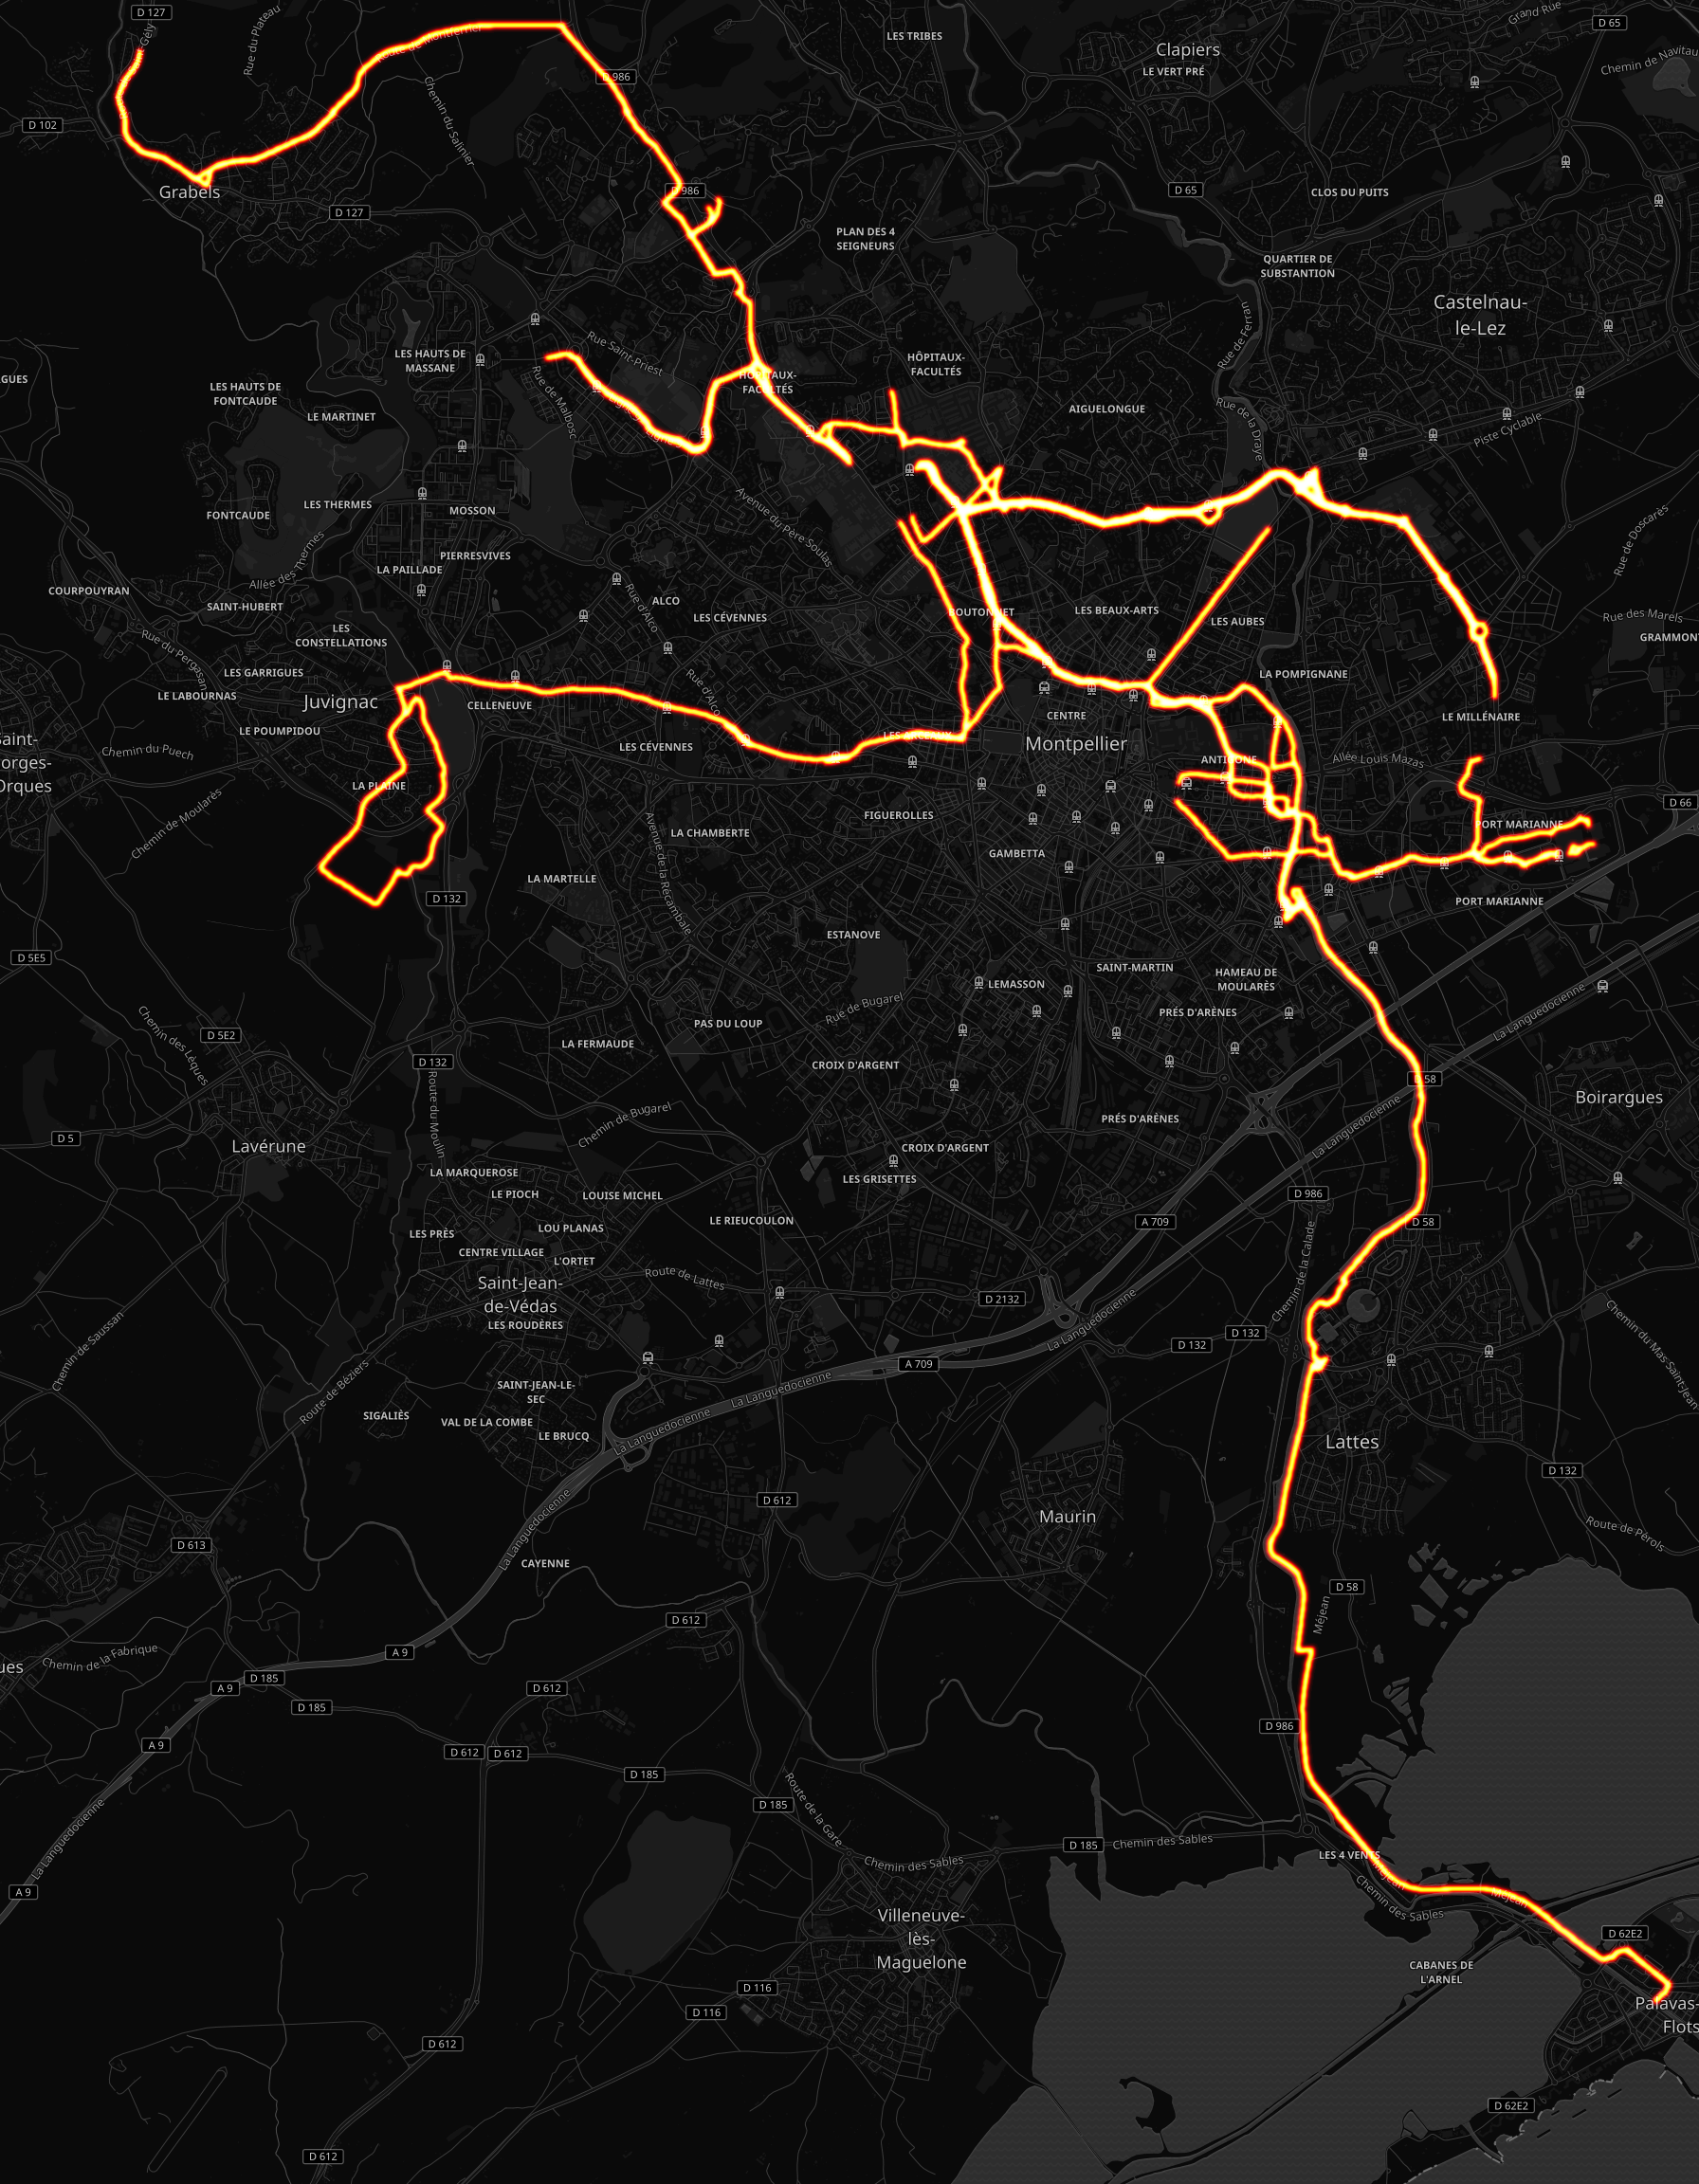 D 127
Rue du Plateau
Grand Rue
D 65
LES TRIBES
Clapiers
LE VERT PRÉ
Chemin de Navitau
D 986
Chemin du Salinier
D 102
D 65
CLOS DU PUITS
Grabels
D 986
D 127
PLAN DES 4
SEIGNEURS
QUARTIER DE
SUBSTANTION
Castelnau-
le-Lez
Rue Saint-Priest
LES HAUTS DE
MASSANE
HÔPITAUX-
FACULTÉS
HÔPITAUX-
FACULTÉS
GUES
LES HAUTS DE
FONTCAUDE
Rue de Malbosc
LE MARTINET
AIGUELONGUE
Rue de la Draye
Piste Cyclable
LES THERMES
MOSSON
FONTCAUDE
Avenue du Père Soulas
Rue de Doscarès
PIERRESVIVES
Allée des Thermes
LA PAILLADE
COURPOUYRAN
SAINT-HUBERT
ALCO
Rue d'Alco
LES CÉVENNES
BOUTONNET
LES BEAUX-ARTS
LES AUBES
Rue des Marels
GRAMMON
LES
CONSTELLATIONS
Rue du Pergasan
LES GARRIGUES
LA POMPIGNANE
LE LABOURNAS
Juvignac
CELLENEUVE
Rue d'Alco
CENTRE
LE MILLÉNAIRE
LE POUMPIDOU
Saint-
orges-
Orques
Chemin du Puech
LES CÉVENNES
LES ARCEAUX
Montpellier
ANTIGONE
Allée Louis Mazas
LA PLAINE
D 66
Chemin de Moularès
FIGUEROLLES
LA CHAMBERTE
PORT MARIANNE
GAMBETTA
Avenue de la Récambale
LA MARTELLE
D 132
PORT MARIANNE
ESTANOVE
D 5E5
SAINT-MARTIN
HAMEAU DE
MOULARÈS
LEMASSON
Rue de Bugarel
PRÉS D'ARÈNES
La Languedocienne
Chemin des Lèques
D 5E2
PAS DU LOUP
LA FERMAUDE
D 132
CROIX D'ARGENT
D 58
Route du Moulin
Boirargues
Chemin de Bugarel
PRÉS D'ARÈNES
La Languedocienne
D 5
Lavérune
CROIX D'ARGENT
LA MARQUEROSE
LES GRISETTES
LE PIOCH
LOUISE MICHEL
D 986
LE RIEUCOULON
A 709
D 58
LOU PLANAS
LES PRÈS
CENTRE VILLAGE
L'ORTET
Chemin de la Calade
Route de Lattes
Saint-Jean-
de-Védas
D 2132
LES ROUDÈRES
La Languedocienne
D 132
D 132
Chemin du Mas Saint-Jean
Chemin de Saussan
A 709
Route de Béziers
SAINT-JEAN-LE-
SEC
La Languedocienne
SIGALIÈS
VAL DE LA COMBE
LE BRUCQ
La Languedocienne
Lattes
D 132
D 612
Maurin
Route de Pérols
La Languedocienne
D 613
CAYENNE
D 58
Méjean
D 612
Chemin de la Fabrique
A 9
ues
D 185
A 9
D 612
D 185
D 986
A 9
D 612
D 612
D 185
Route de la Gare
D 185
D 185
Chemin des Sables
La Languedocienne
LES 4 VENTS
Chemin des Sables
Méjean
Méjean
A 9
Chemin des Sables
Villeneuve-
lès-
Maguelone
D 62E2
CABANES DE
L'ARNEL
D 116
Palavas-
Flots
D 116
D 612
D 62E2
D 612